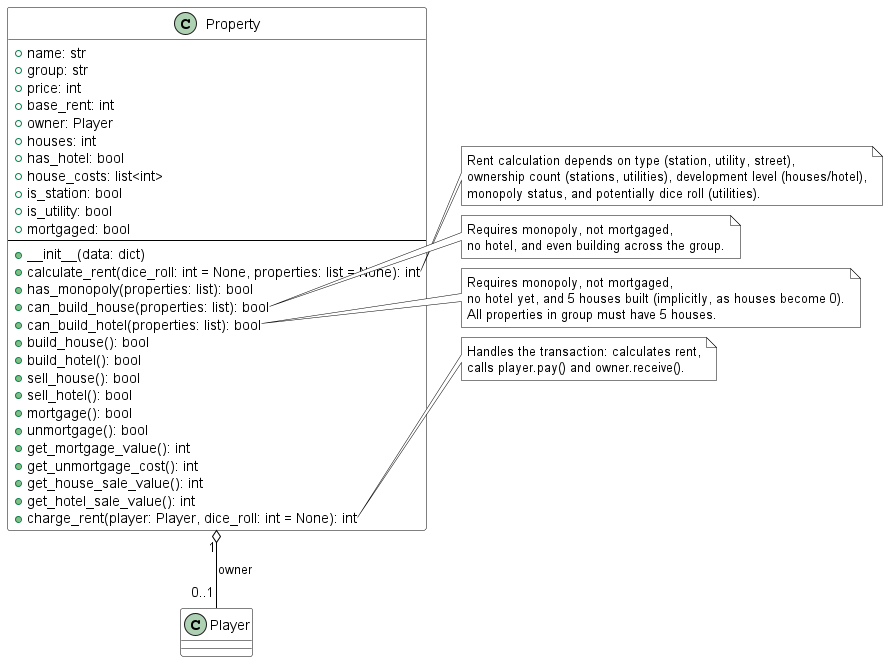 C Property
name: str
group: str
price: int
base_rent: int
owner: Player
houses: int
has_hotel: bool
house_costs: list<int>
is_station: bool
is_utility: bool
mortgaged: bool
__init__(data: dict)
calculate_rent(dice_roll: int = None, properties: list = None): int
has_monopoly(properties: list): bool
can_build_house(properties: list): bool
can_build_hotel(properties: list): bool
build_house(): bool
build_hotel(): bool
sell_house(): bool
sell_hotel(): bool
mortgage(): bool
unmortgage(): bool
get_mortgage_value(): int
get_unmortgage_cost(): int
get_house_sale_value(): int
get_hotel_sale_value(): int
charge_rent(player: Player, dice_roll: int = None): int
Rent calculation depends on type (station, utility, street),
ownership count (stations, utilities), development level (houses/hotel),
monopoly status, and potentially dice roll (utilities).
Requires monopoly, not mortgaged,
no hotel, and even building across the group.
Requires monopoly, not mortgaged,
no hotel yet, and 5 houses built (implicitly, as houses become 0).
All properties in group must have 5 houses.
Handles the transaction: calculates rent,
calls player.pay() and owner.receive().
1
owner
0..1
C Player